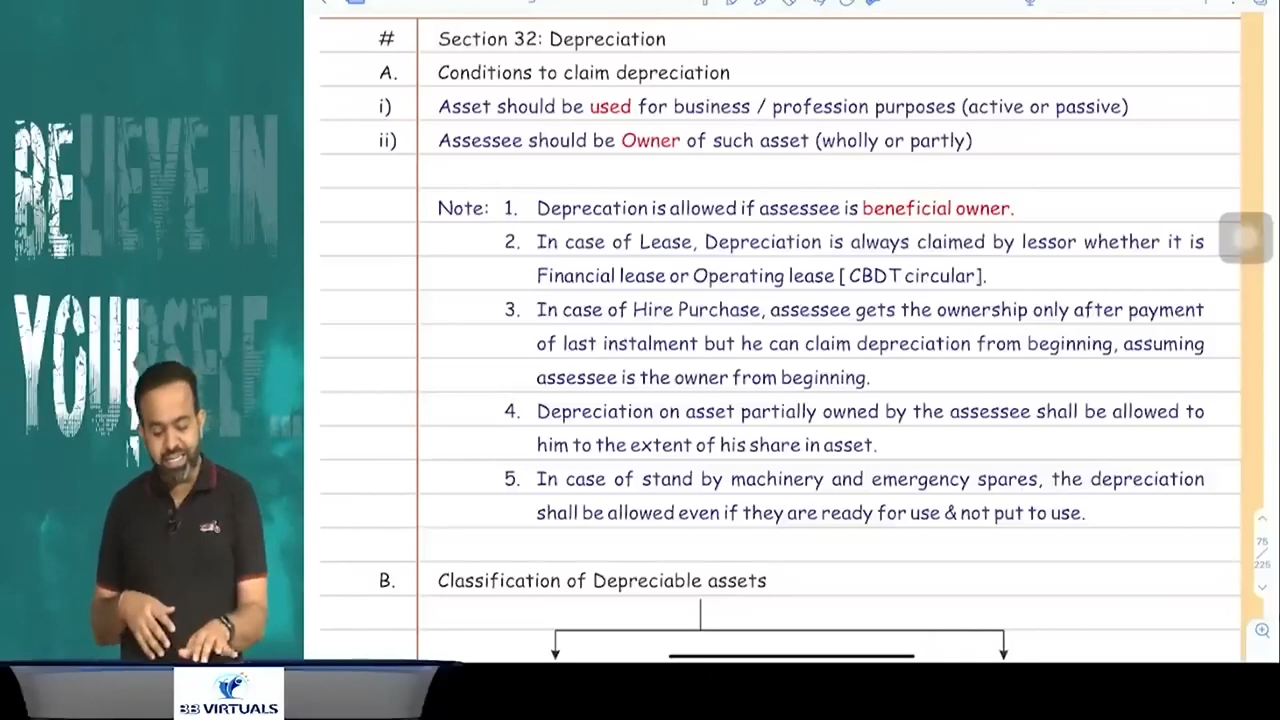 BELIEVE IN
YOURSELF...
# Section 32: Depreciation
A. Conditions to claim depreciation
i) Asset should be used for business / profession purposes (active or passive)
ii) Assessee should be Owner of such asset (wholly or partly)
Note: 1. Deprecation is allowed if assessee is beneficial owner.
2. In case of Lease, Depreciation is always claimed by lessor whether it is
Financial lease or Operating lease [ CBDT circular].
3. In case of Hire Purchase, assessee gets the ownership only after payment
of last instalment but he can claim depreciation from beginning, assuming
assessee is the owner from beginning.
4. Depreciation on asset partially owned by the assessee shall be allowed to
him to the extent of his share in asset.
5. In case of stand by machinery and emergency spares, the depreciation
shall be allowed even if they are ready for use & not put to use.
B. Classification of Depreciable assets
75
226
BB VIRTUALS